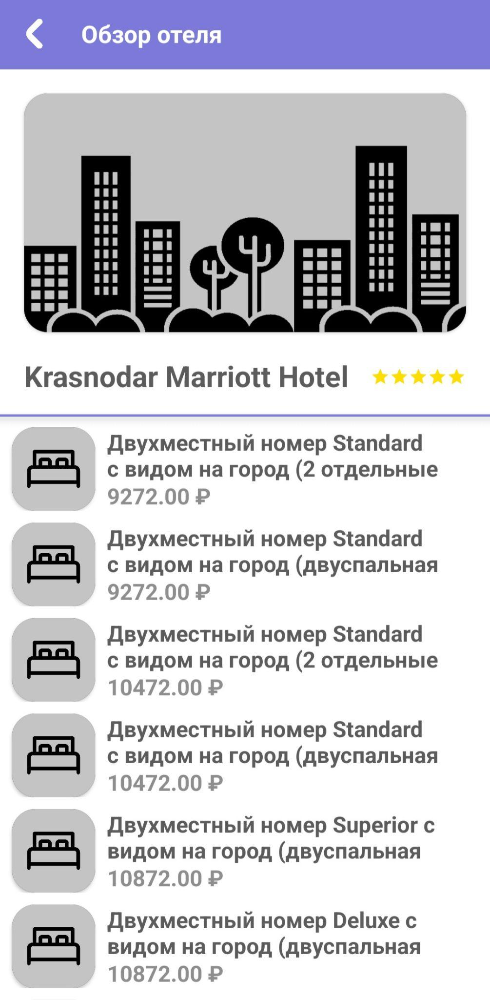 Обзор отеля
Krasnodar Marriott Hotel
Двухместный номер Standard
с видом на город (2 отдельные
9272.00 ₽
Двухместный номер Standard
с видом на город (двуспальная
9272.00 ₽
Двухместный номер Standard
с видом на город (2 отдельные
10472.00 ₽
Двухместный номер Standard
с видом на город (двуспальная
10472.00 ₽
Двухместный номер Superior с
видом на город (двуспальная
10872.00 ₽
Двухместный номер Deluxe с
видом на город (двуспальная
10872.00 ₽